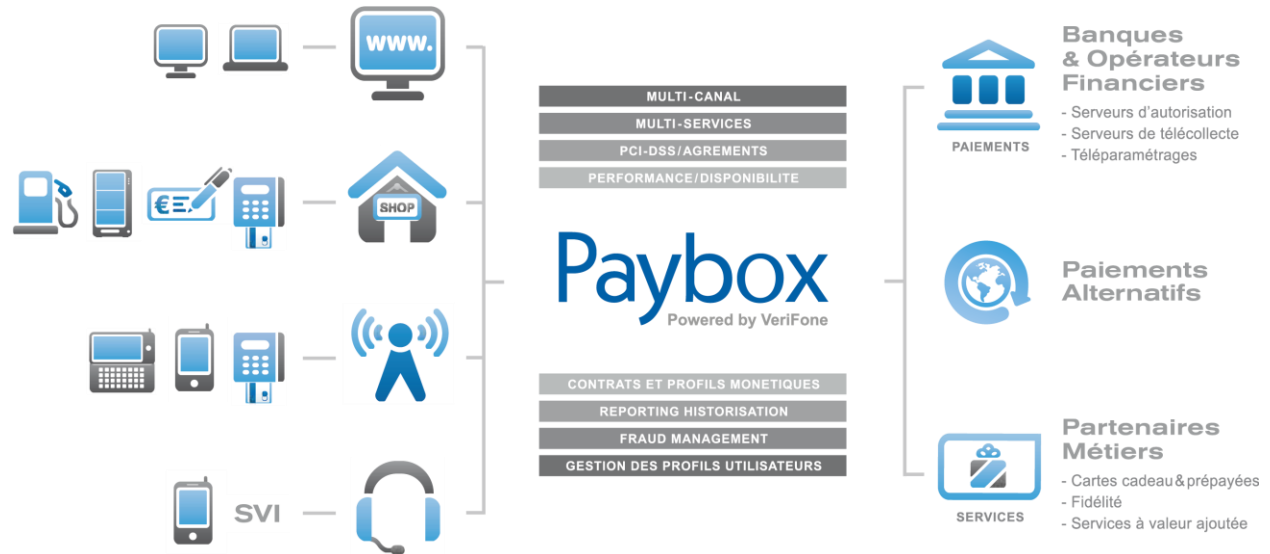 www.
SHOP
€
SVI
MULTI-CANAL
MULTI-SERVICES
PCI-DSS/AGREMENTS
PERFORMANCE/DISPONIBILITE
Paybox
Powered by VeriFone
CONTRATS ET PROFILS MONETIQUES
REPORTING HISTORISATION
FRAUD MANAGEMENT
GESTION DES PROFILS UTILISATEURS
PAIEMENTS
Banques
& Opérateurs
Financiers
- Serveurs d'autorisation
- Serveurs de télécollecte
- Téléparamétrages
Paiements
Alternatifs
SERVICES
Partenaires
Métiers
- Cartes cadeau & prépayées
- Fidélité
- Services à valeur ajoutée